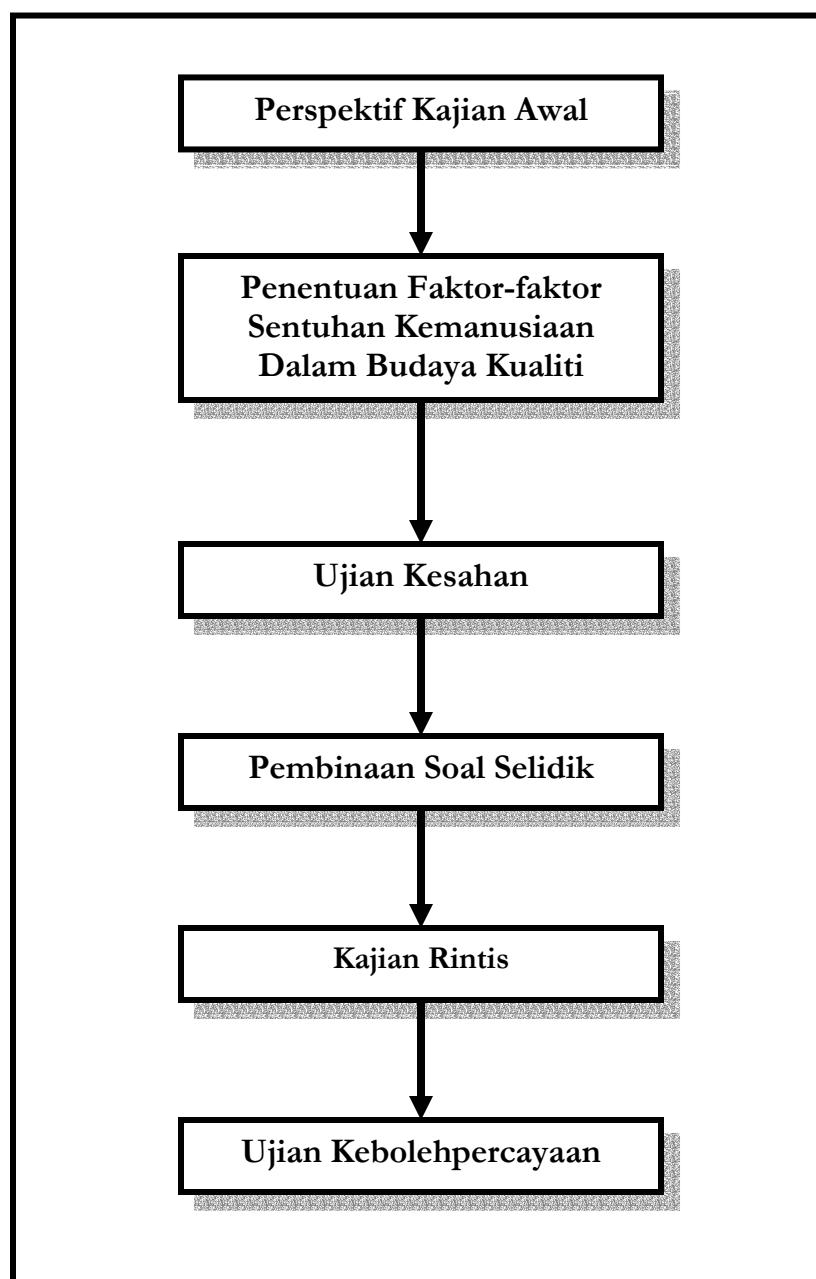 Perspektif Kajian Awal
Penentuan Faktor-faktor
Sentuhan Kemanusiaan
Dalam Budaya Kualiti
Ujian Kesahan
Pembinaan Soal Selidik
Kajian Rintis
Ujian Kebolehpercayaan